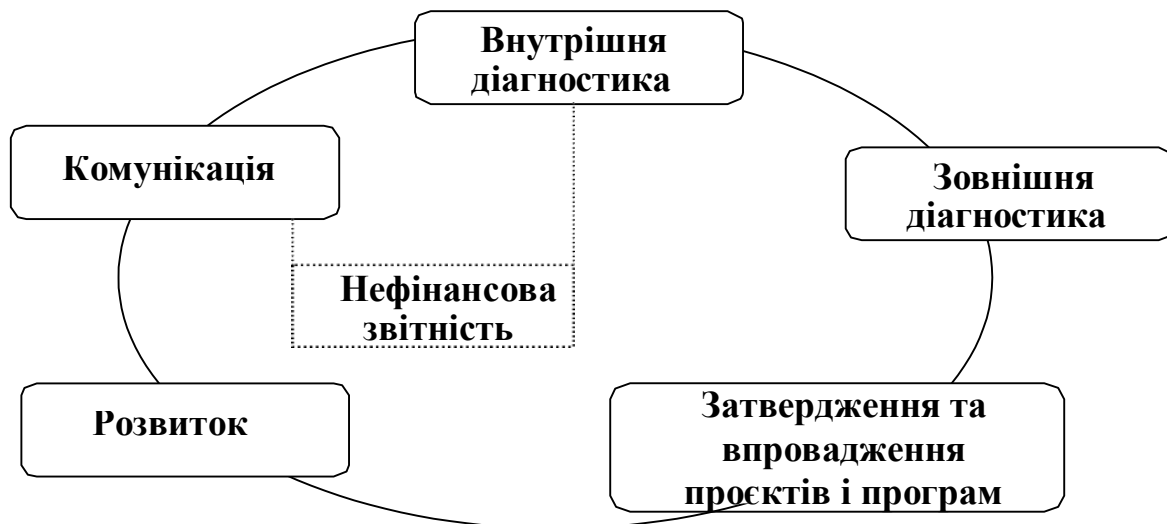 Внутрішня
діагностика
Комунікація
Зовнішня
діагностика
Нефінансова
звітність
Розвиток
Затвердження та
впровадження
проєктів і програм